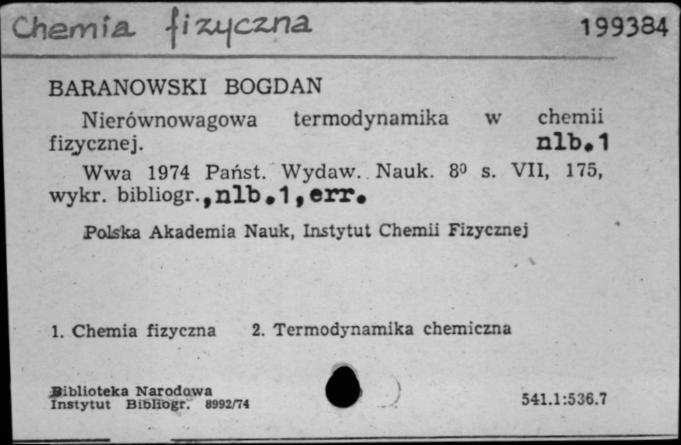 Chemia fizyczna 199384
BARANOWSKI BOGDAN
Nierównowagowa termodynamika w chemii
fizycznej. nlb.1
Wwa 1974 Państ. Wydaw. Nauk. 8⁰ s. VII, 175,
wykr. bibliogr., nlb.1, err.
Polska Akademia Nauk, Instytut Chemii Fizycznej
1. Chemia fizyczna 2. Termodynamika chemiczna
Biblioteka Narodowa
Instytut Bibliogr. 8992/74 541.1:536.7